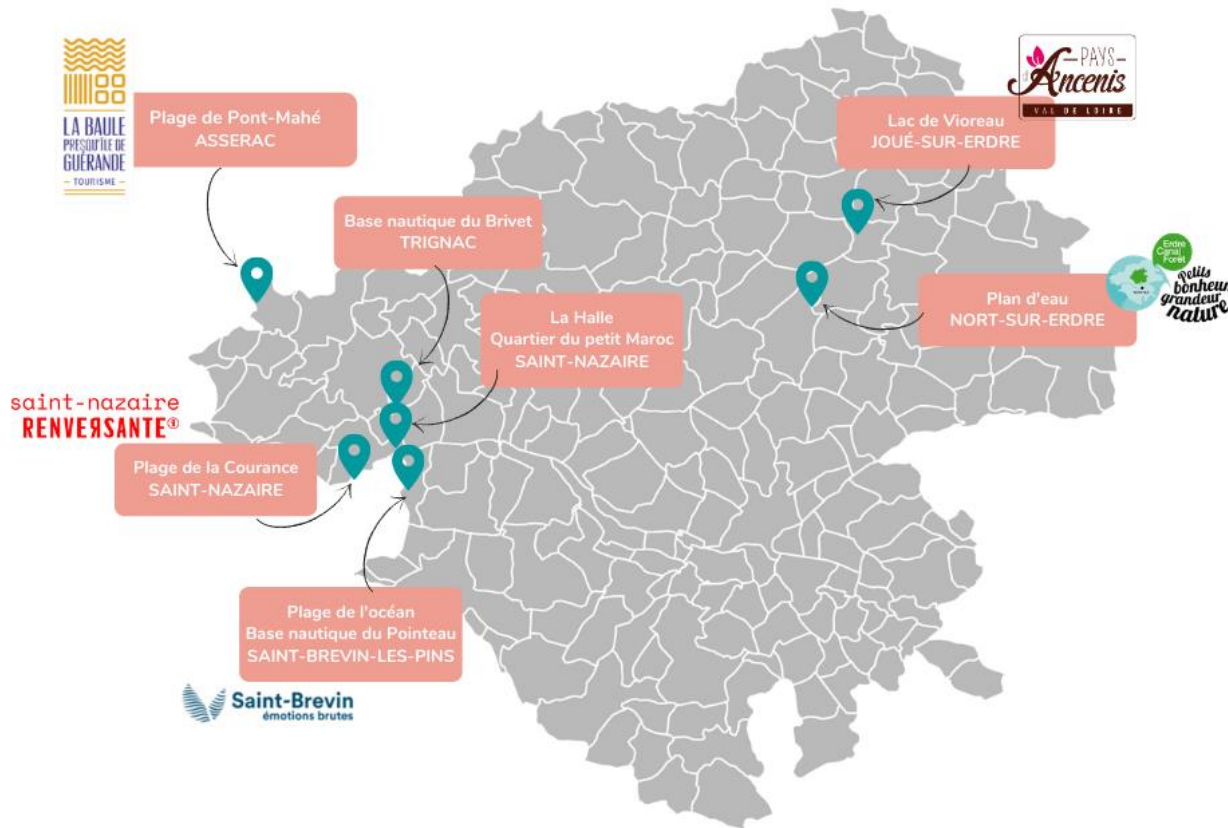 LA BAULE
PRESQU'ÎLE DE
GUÉRANDE
— TOURISME —
Plage de Pont-Mahé
ASSERAC
— PAYS —
d'Ancenis
VAL DE LOIRE
Lac de Vioreau
JOUÉ-SUR-ERDRE
Base nautique du Brivet
TRIGNAC
Erdre
Canal
Forêt
Petits
bonheurs
grandeur
nature
Plan d'eau
NORT-SUR-ERDRE
La Halle
Quartier du petit Maroc
SAINT-NAZAIRE
saint-nazaire
RENVERSANTE
Plage de la Courance
SAINT-NAZAIRE
Plage de l'océan
Base nautique du Pointeau
SAINT-BREVIN-LES-PINS
Saint-Brevin
émotions brutes